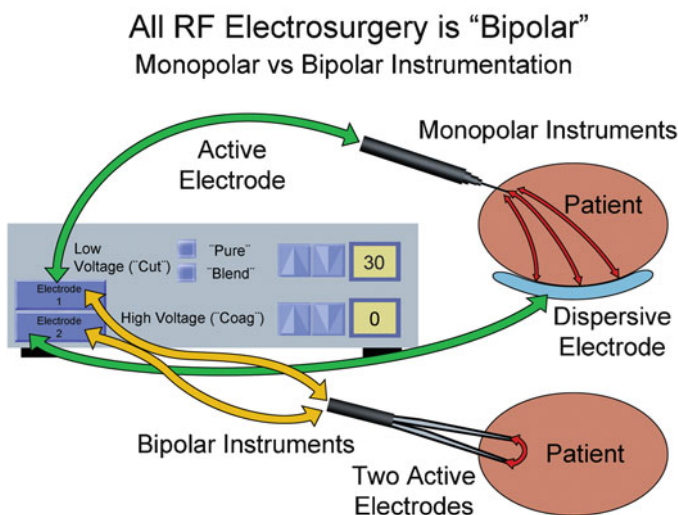 All RF Electrosurgery is “Bipolar”
Monopolar vs Bipolar Instrumentation
Monopolar Instruments
Active
Electrode
Patient
Low
Voltage (¨Cut¨)
¨Pure¨
¨Blend¨
30
Electrode
1
Electrode
2
High Voltage (¨Coag¨)
0
Dispersive
Electrode
Bipolar Instruments
Patient
Two Active
Electrodes